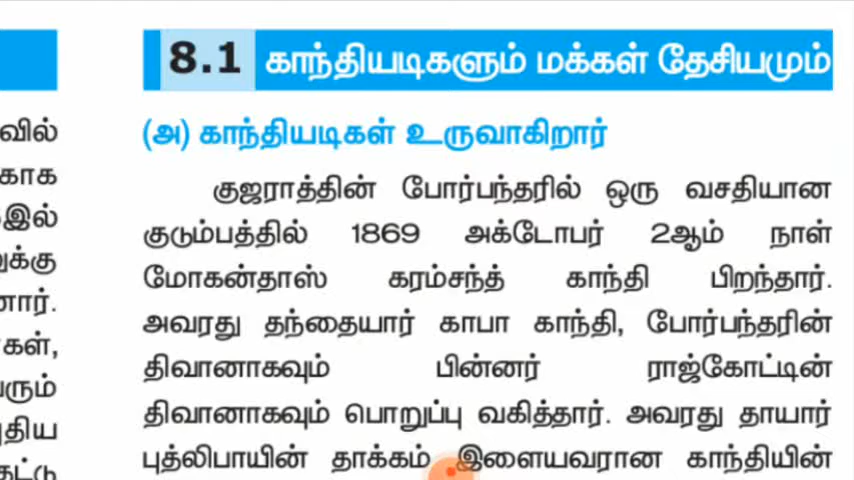 8.1 காந்தியடிகளும் மக்கள் தேசியமும்
(அ) காந்தியடிகள் உருவாகிறார்
குஜராத்தின் போர்பந்தரில் ஒரு வசதியான
குடும்பத்தில் 1869 அக்டோபர் 2ஆம் நாள்
மோகன்தாஸ் கரம்சந்த் காந்தி பிறந்தார்.
அவரது தந்தையார் காபா காந்தி, போர்பந்தரின்
திவானாகவும் பின்னர் ராஜ்கோட்டின்
திவானாகவும் பொறுப்பு வகித்தார். அவரது தாயார்
புத்லிபாயின் தாக்கம் இளையவரான காந்தியின்